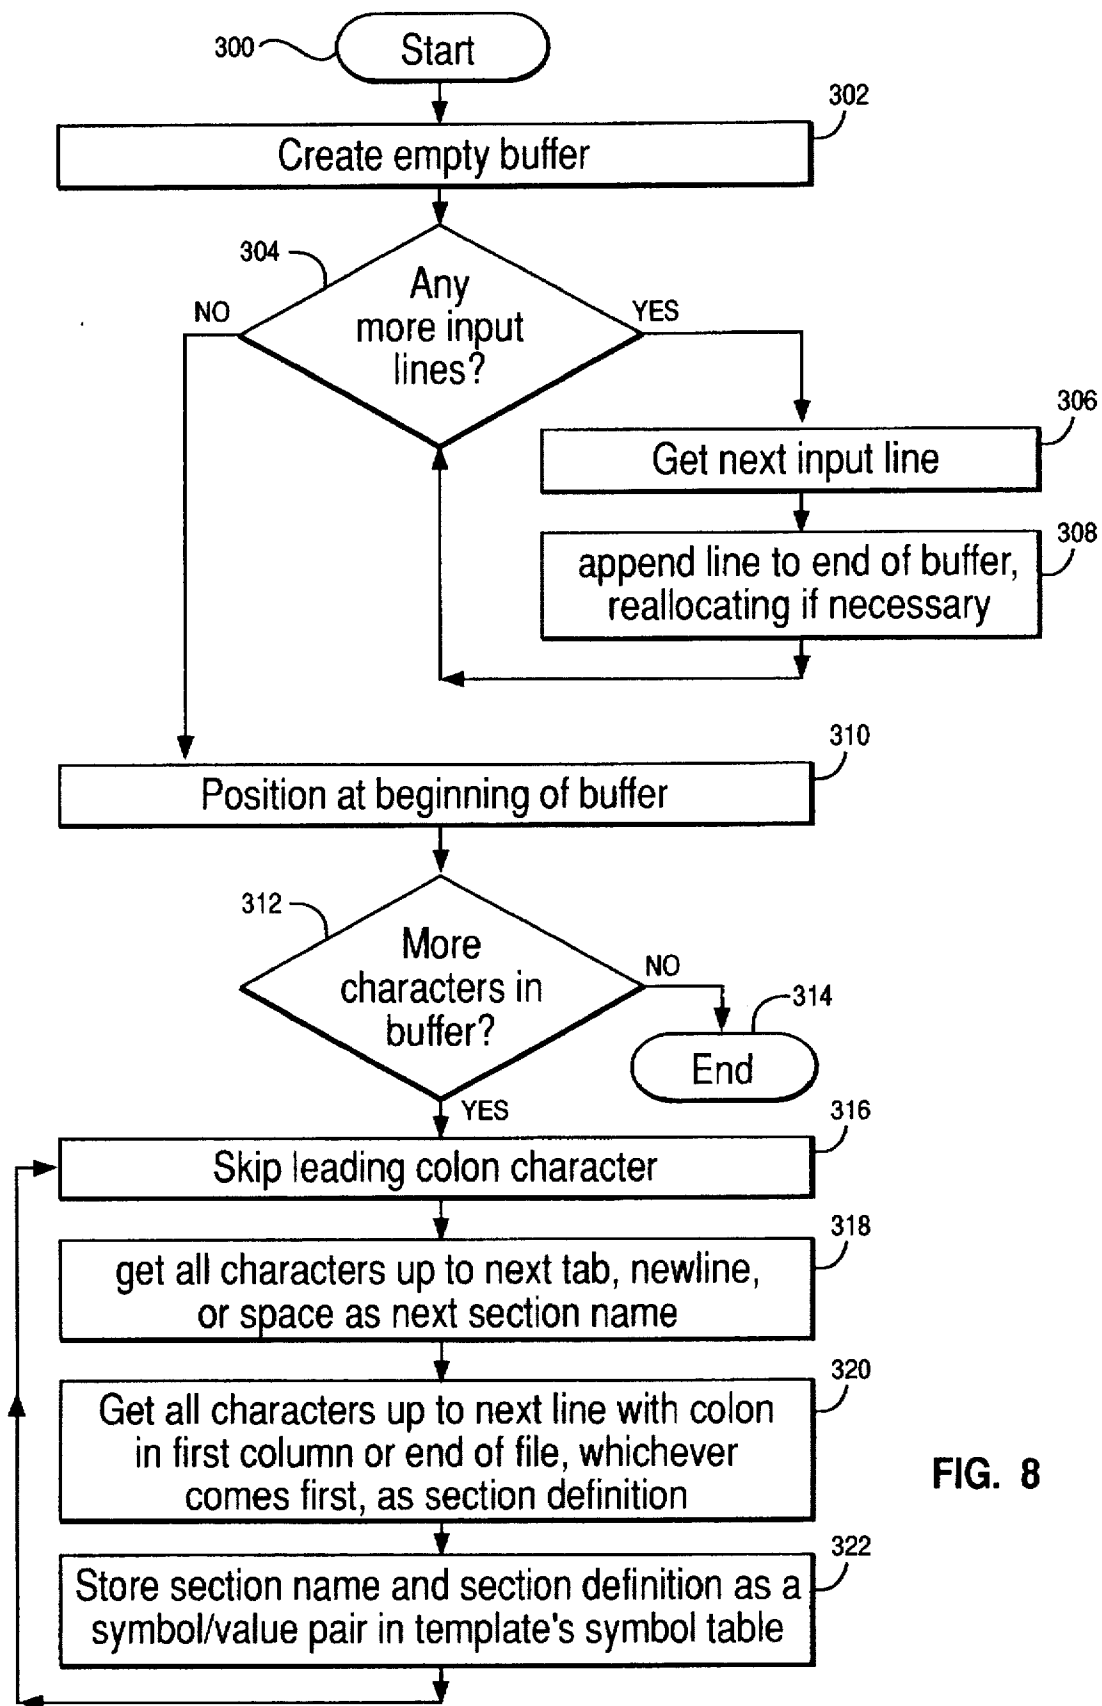 300
Start
302
Create empty buffer
304
Any
more input
lines?
NO
YES
306
Get next input line
308
append line to end of buffer,
reallocating if necessary
310
Position at beginning of buffer
312
More
characters in
buffer?
NO
314
End
YES
316
Skip leading colon character
318
get all characters up to next tab, newline,
or space as next section name
320
Get all characters up to next line with colon
in first column or end of file, whichever
comes first, as section definition
FIG. 8
322
Store section name and section definition as a
symbol/value pair in template's symbol table